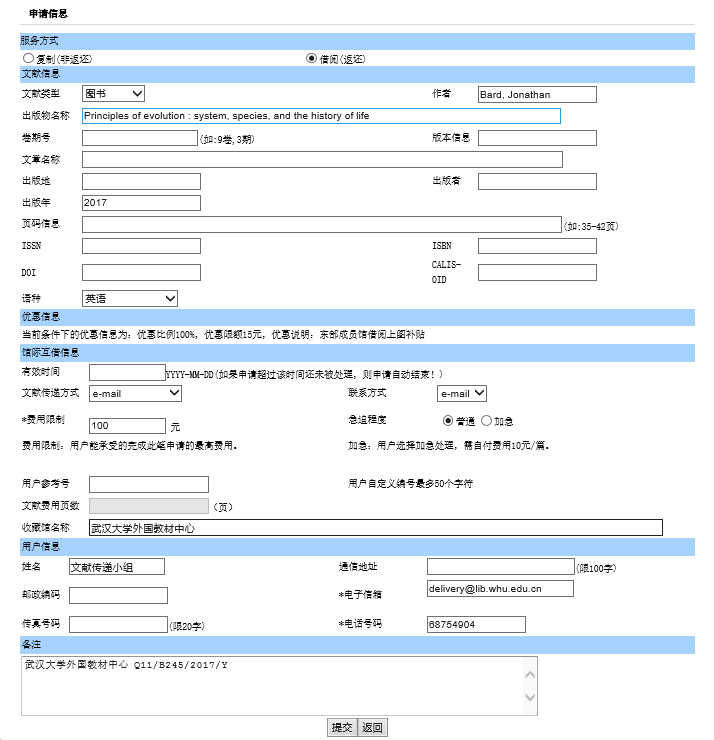 申请信息
服务方式
复制(非返还) 借阅(返还)
文献信息
文献类型 图书 作者 Bard, Jonathan
出版物名称 Principles of evolution : system, species, and the history of life
卷期号 (如:9卷,3期) 版本信息
文章名称
出版地 出版者
出版年 2017
页码信息 (如:35-42页)
ISSN ISBN
DOI CALIS-OID
语种 英语
优惠信息
当前条件下的优惠信息为: 优惠比例100%, 优惠限额15元, 优惠说明: 东部成员馆借阅上图补贴
馆际互借信息
有效时间 YYYY-MM-DD(如果申请超过该时间还未被处理, 则申请自动结束!)
文献传递方式 e-mail 联系方式 e-mail
*费用限制 100 元 急迫程度 普通 加急
费用限制: 用户能承受的完成此笔申请的最高费用。 加急: 用户选择加急处理, 需自付费用10元/篇。
用户参考号 用户自定义编号最多50个字符
文献费用页数 (页)
收藏馆名称 武汉大学外国教材中心
用户信息
姓名 文献传递小组 通信地址 (限100字)
邮政编码 *电子信箱 delivery@lib.whu.edu.cn
传真号码 (限20字) *电话号码 68754904
备注
武汉大学外国教材中心 Q11/B245/2017/Y
提交 返回